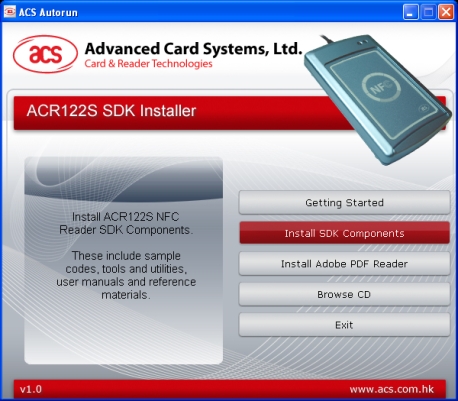 ACS Autorun
acs
Advanced Card Systems, Ltd.
Card & Reader Technologies
NFC
ACR122S SDK Installer
Install ACR122S NFC
Reader SDK Components.
These include sample
codes, tools and utilities,
user manuals and reference
materials.
Getting Started
Install SDK Components
Install Adobe PDF Reader
Browse CD
Exit
v1.0
www.acs.com.hk